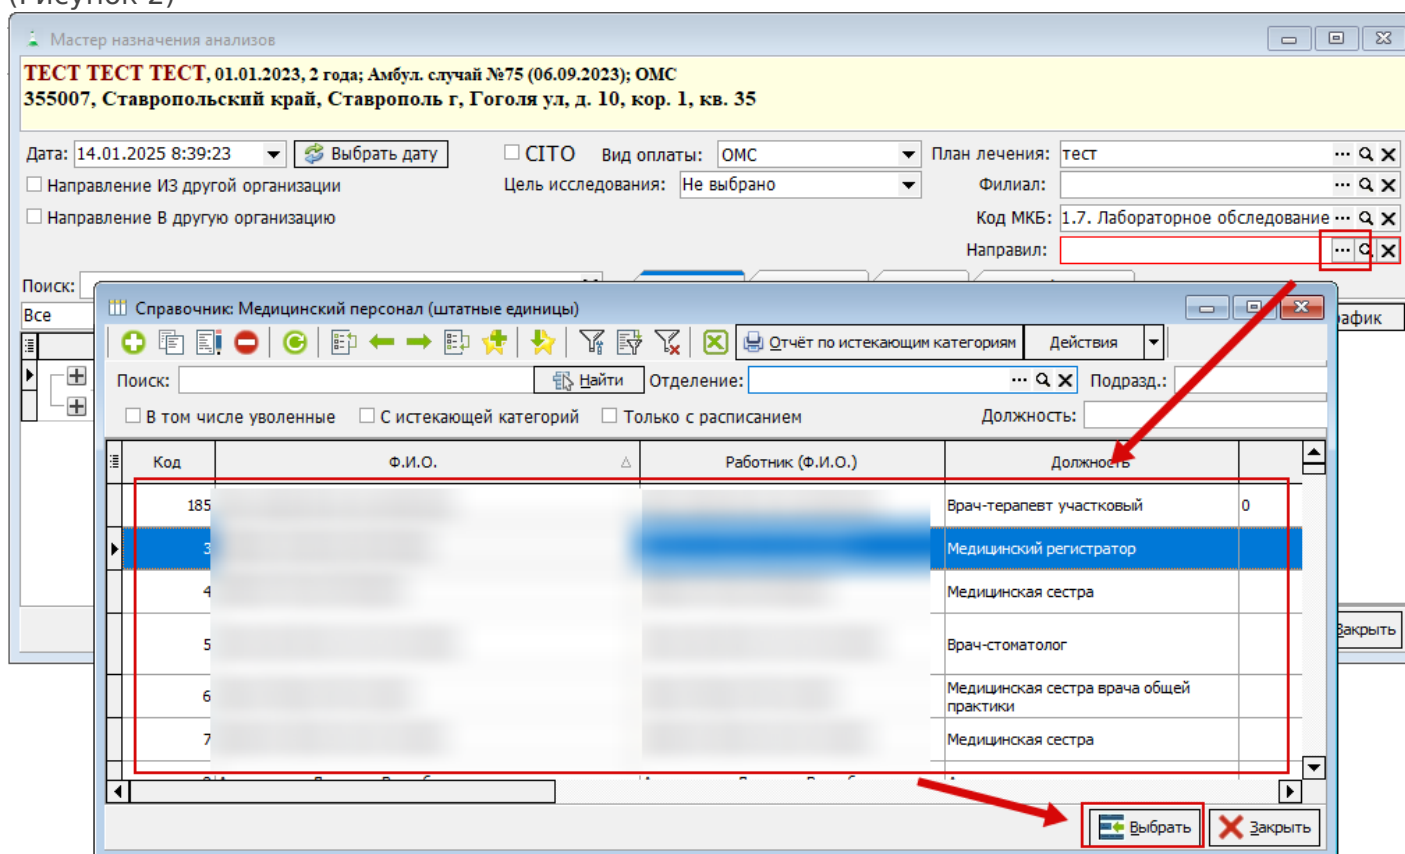 (Рисунок 2)
Мастер назначения анализов
ТЕСТ ТЕСТ ТЕСТ, 01.01.2023, 2 года; Амбул. случай №75 (06.09.2023); ОМС
355007, Ставропольский край, Ставрополь г, Гоголя ул, д. 10, кор. 1, кв. 35
Дата: 14.01.2025 8:39:23 Выбрать дату CITO Вид оплаты: ОМС План лечения: тест
Направление ИЗ другой организации Цель исследования: Не выбрано Филиал:
Направление В другую организацию Код МКБ: 1.7. Лабораторное обследование
Направил:
Поиск:
Все
Справочник: Медицинский персонал (штатные единицы)
Отчёт по истекающим категориям Действия
Поиск: Найти Отделение: Подразд.:
В том числе уволенные С истекающей категорий Только с расписанием Должность:
Код Ф.И.О. Работник (Ф.И.О.) Должность
185 Врач-терапевт участковый 0
3 Медицинский регистратор
4 Медицинская сестра
5 Врач-стоматолог
6 Медицинская сестра врача общей
практики
7 Медицинская сестра
Выбрать Закрыть
Закрыть